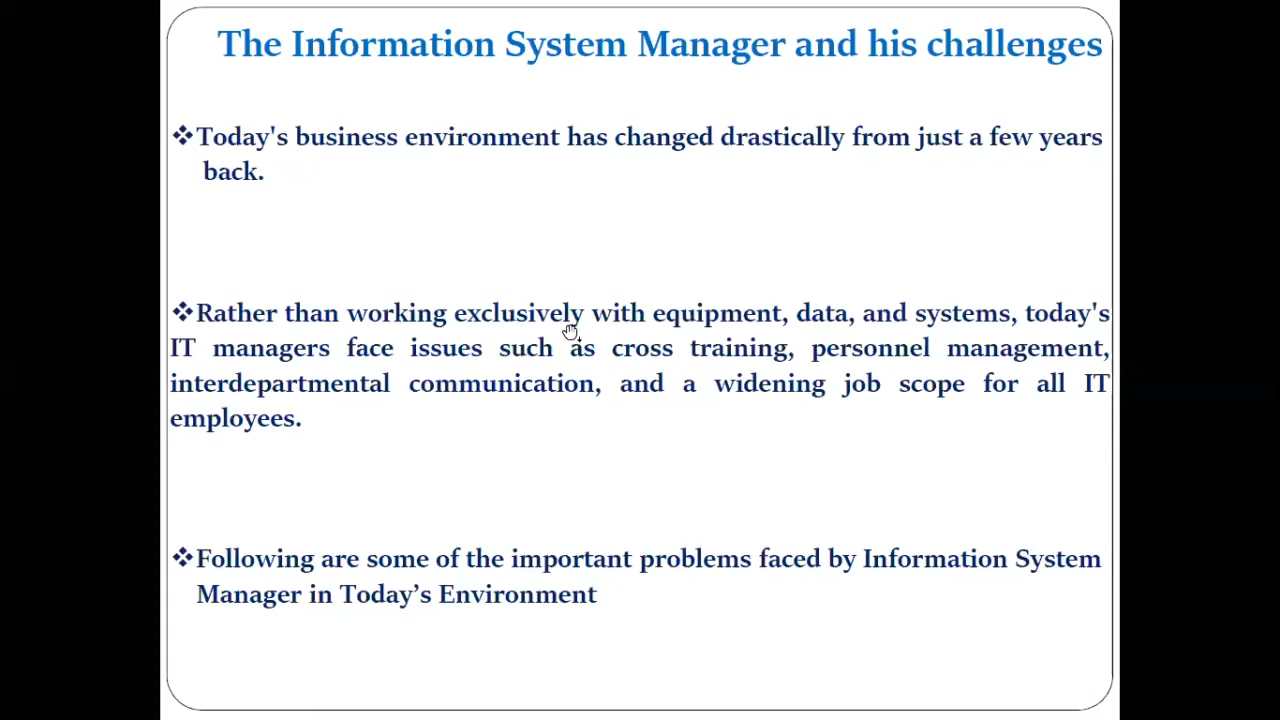 The Information System Manager and his challenges
❖Today's business environment has changed drastically from just a few years
back.
❖Rather than working exclusively with equipment, data, and systems, today's
IT managers face issues such as cross training, personnel management,
interdepartmental communication, and a widening job scope for all IT
employees.
❖Following are some of the important problems faced by Information System
Manager in Today’s Environment